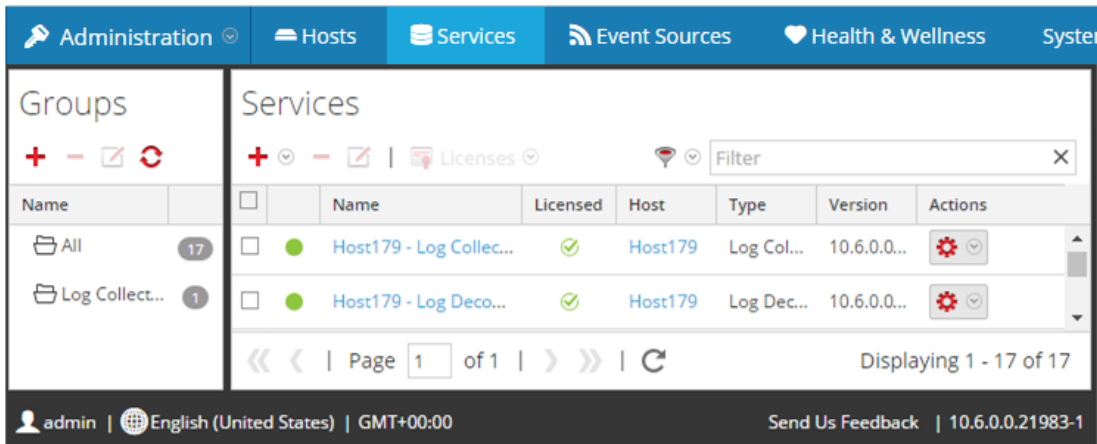 Administration Hosts Services Event Sources Health & Wellness Syste
Groups
Services
Licenses Filter
Name
Name Licensed Host Type Version Actions
All 17
Log Collect... 1
Host179 - Log Collec... Host179 Log Col... 10.6.0.0...
Host179 - Log Deco... Host179 Log Dec... 10.6.0.0...
Page 1 of 1 Displaying 1 - 17 of 17
admin | English (United States) | GMT+00:00 Send Us Feedback | 10.6.0.0.21983-1